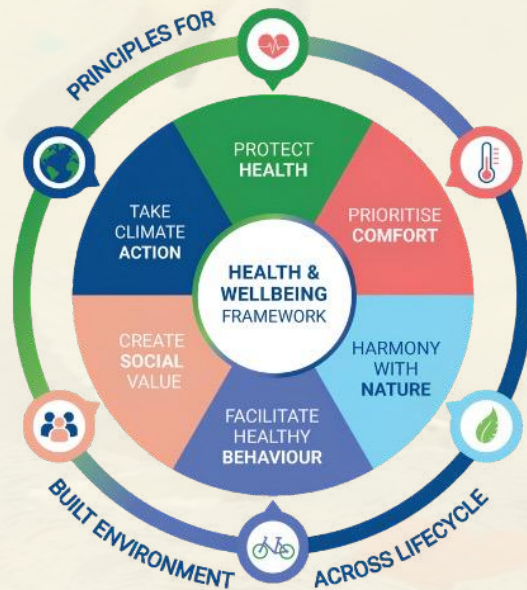 PRINCIPLES FOR
PROTECT
HEALTH
PRIORITISE
COMFORT
HARMONY
WITH
NATURE
FACILITATE
HEALTHY
BEHAVIOUR
CREATE
SOCIAL
VALUE
TAKE
CLIMATE
ACTION
HEALTH &
WELLBEING
FRAMEWORK
BUILT ENVIRONMENT
ACROSS LIFECYCLE